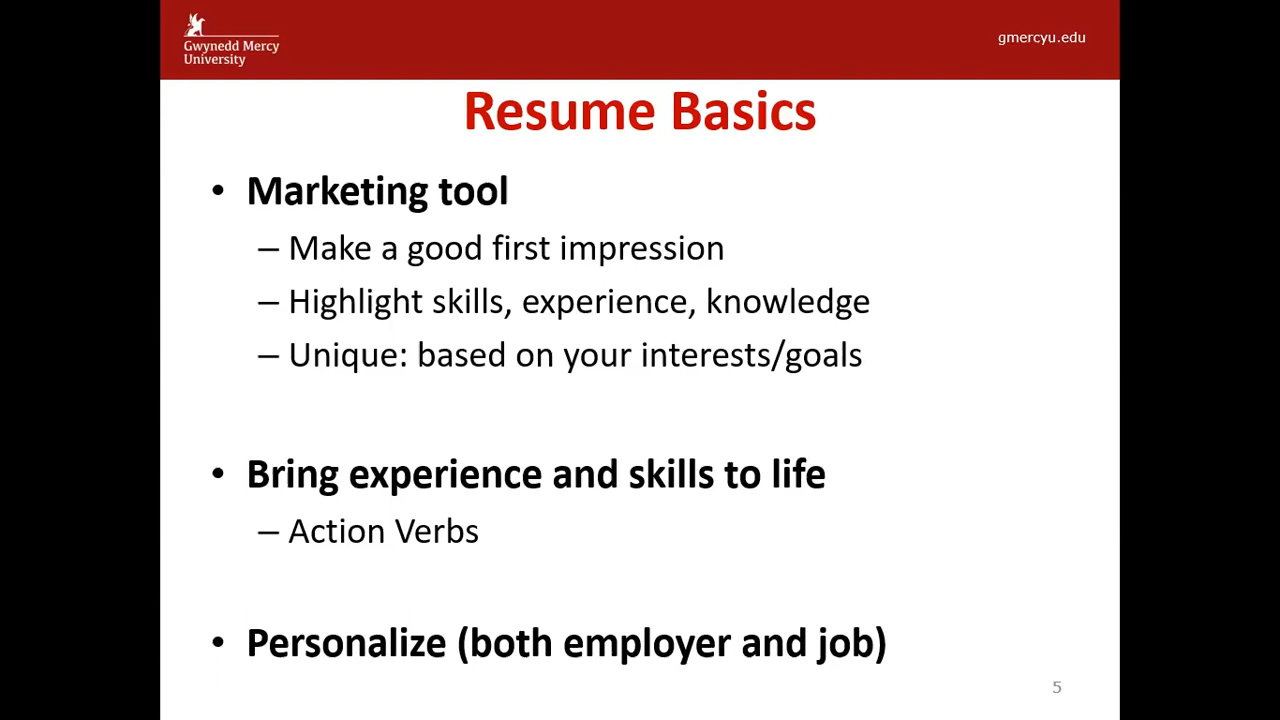 Gwynedd Mercy
University
gmercyu.edu
Resume Basics
• Marketing tool
– Make a good first impression
– Highlight skills, experience, knowledge
– Unique: based on your interests/goals
• Bring experience and skills to life
– Action Verbs
• Personalize (both employer and job)
5